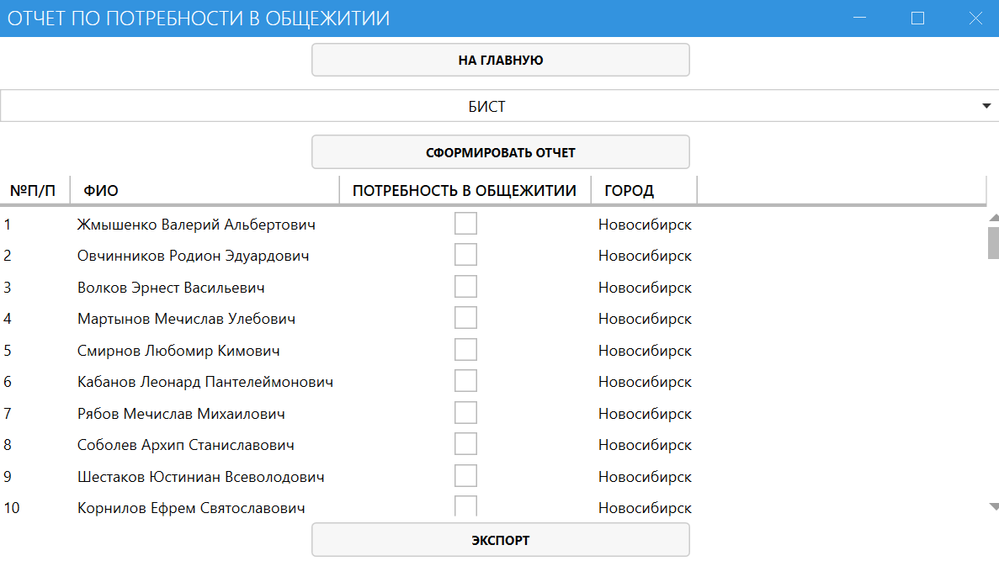 ОТЧЕТ ПО ПОТРЕБНОСТИ В ОБЩЕЖИТИИ
НА ГЛАВНУЮ
БИСТ
СФОРМИРОВАТЬ ОТЧЕТ
№П/П ФИО ПОТРЕБНОСТЬ В ОБЩЕЖИТИИ ГОРОД
1 Жмышенко Валерий Альбертович Новосибирск
2 Овчинников Родион Эдуардович Новосибирск
3 Волков Эрнест Васильевич Новосибирск
4 Мартынов Мечислав Улебович Новосибирск
5 Смирнов Любомир Кимович Новосибирск
6 Кабанов Леонард Пантелеймонович Новосибирск
7 Рябов Мечислав Михаилович Новосибирск
8 Соболев Архип Станиславович Новосибирск
9 Шестаков Юстиниан Всеволодович Новосибирск
10 Корнилов Ефрем Святославович Новосибирск
ЭКСПОРТ